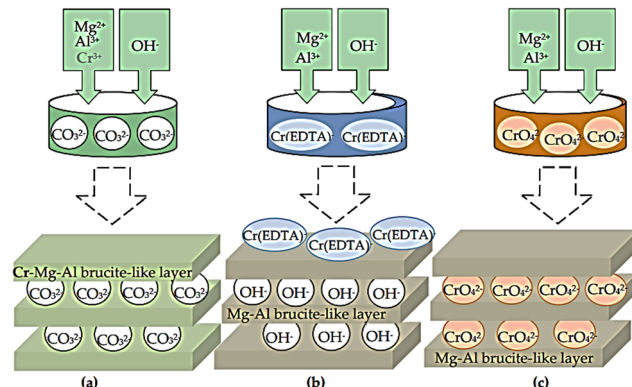 Mg²⁺
Al³⁺
Cr³⁺
OH⁻
CO₃²⁻ CO₃²⁻ CO₃²⁻
Cr-Mg-Al brucite-like layer
CO₃²⁻ CO₃²⁻ CO₃²⁻ CO₃²⁻
CO₃²⁻ CO₃²⁻ CO₃²⁻
(a)
Mg²⁺
Al³⁺
OH⁻
Cr(EDTA)⁻ Cr(EDTA)⁻
Cr(EDTA)⁻ Cr(EDTA)⁻ Cr(EDTA)⁻
OH⁻ OH⁻ OH⁻ OH⁻
Mg-Al brucite-like layer
OH⁻ OH⁻ OH⁻
(b)
Mg²⁺
Al³⁺
OH⁻
CrO₄²⁻ CrO₄²⁻ CrO₄²⁻
CrO₄²⁻ CrO₄²⁻ CrO₄²⁻ CrO₄²⁻
CrO₄²⁻ CrO₄²⁻ CrO₄²⁻
Mg-Al brucite-like layer
(c)